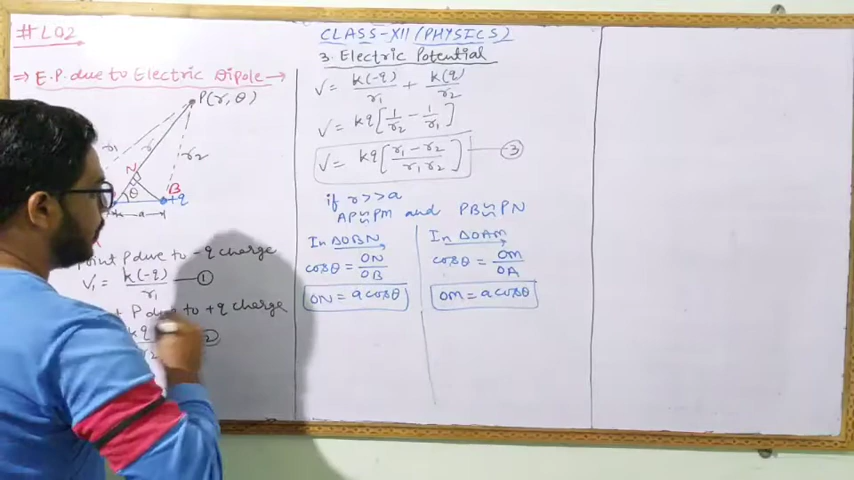 #L02
⇒ E.P. due to Electric Dipole →
P(r, θ)
r
r₂
N
θ
B
+q
a
point P due to -q charge
V₁ = k(-q)/r₁ — ①
P due to +q charge
kq
②
CLASS-XII (PHYSICS)
3. Electric Potential
V = k(-q)/r₁ + k(q)/r₂
V = kq[1/r₂ - 1/r₁]
V = kq[(r₁ - r₂)/(r₁ r₂)] — ③
if r >> a
AP ≈ PM and PB ≈ PN
In ΔOBN
cosθ = ON/OB
ON = a cosθ
In ΔOAM
cosθ = OM/OA
OM = a cosθ